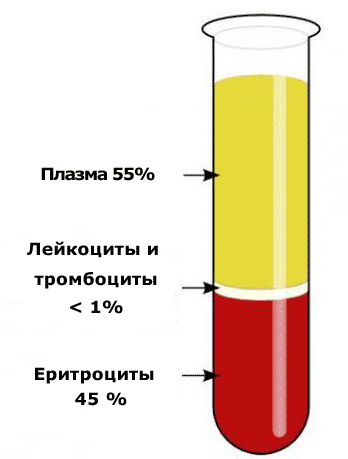 Плазма 55%
Лейкоциты и
тромбоциты
< 1%
Еритроциты
45 %